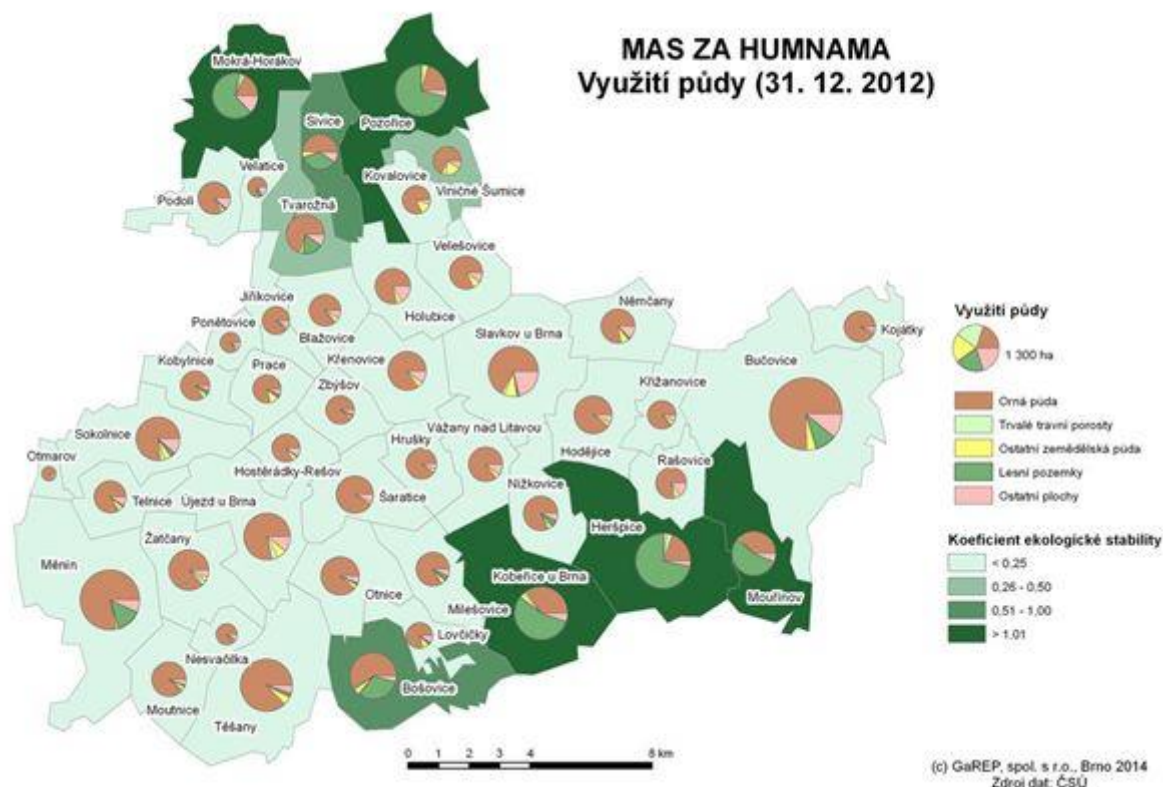 MAS ZA HUMNAMA
Využití půdy (31. 12. 2012)
Mokrá-Horákov
Sivice
Pozořice
Velatice
Kovalovice
Viničné Šumice
Podolí
Tvarožná
Velešovice
Jiříkovice
Holubice
Němčany
Ponětovice
Blažovice
Slavkov u Brna
Kojátky
Kobylnice
Prace
Křenovice
Bučovice
Zbýšov
Křižanovice
Sokolnice
Hrušky
Vážany nad Litavou
Otmarov
Hostěrádky-Rešov
Hodějice
Rašovice
Telnice
Újezd u Brna
Šaratice
Nížkovice
Heršpice
Žatčany
Měnín
Otnice
Kobeřice u Brna
Mouřínov
Milešovice
Lovčičky
Nesvačilka
Bošovice
Moutnice
Těšany
Využití půdy
1 300 ha
Orná půda
Trvalé travní porosty
Ostatní zemědělská půda
Lesní pozemky
Ostatní plochy
Koeficient ekologické stability
< 0,25
0,26 - 0,50
0,51 - 1,00
> 1,01
0 1 2 3 4 8 km
(c) GaREP, spol. s r.o., Brno 2014
Zdroj dat: ČSÚ